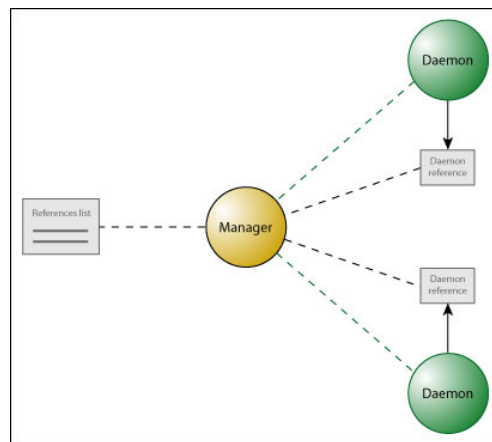 Daemon
Daemon
reference
References list
Manager
Daemon
reference
Daemon